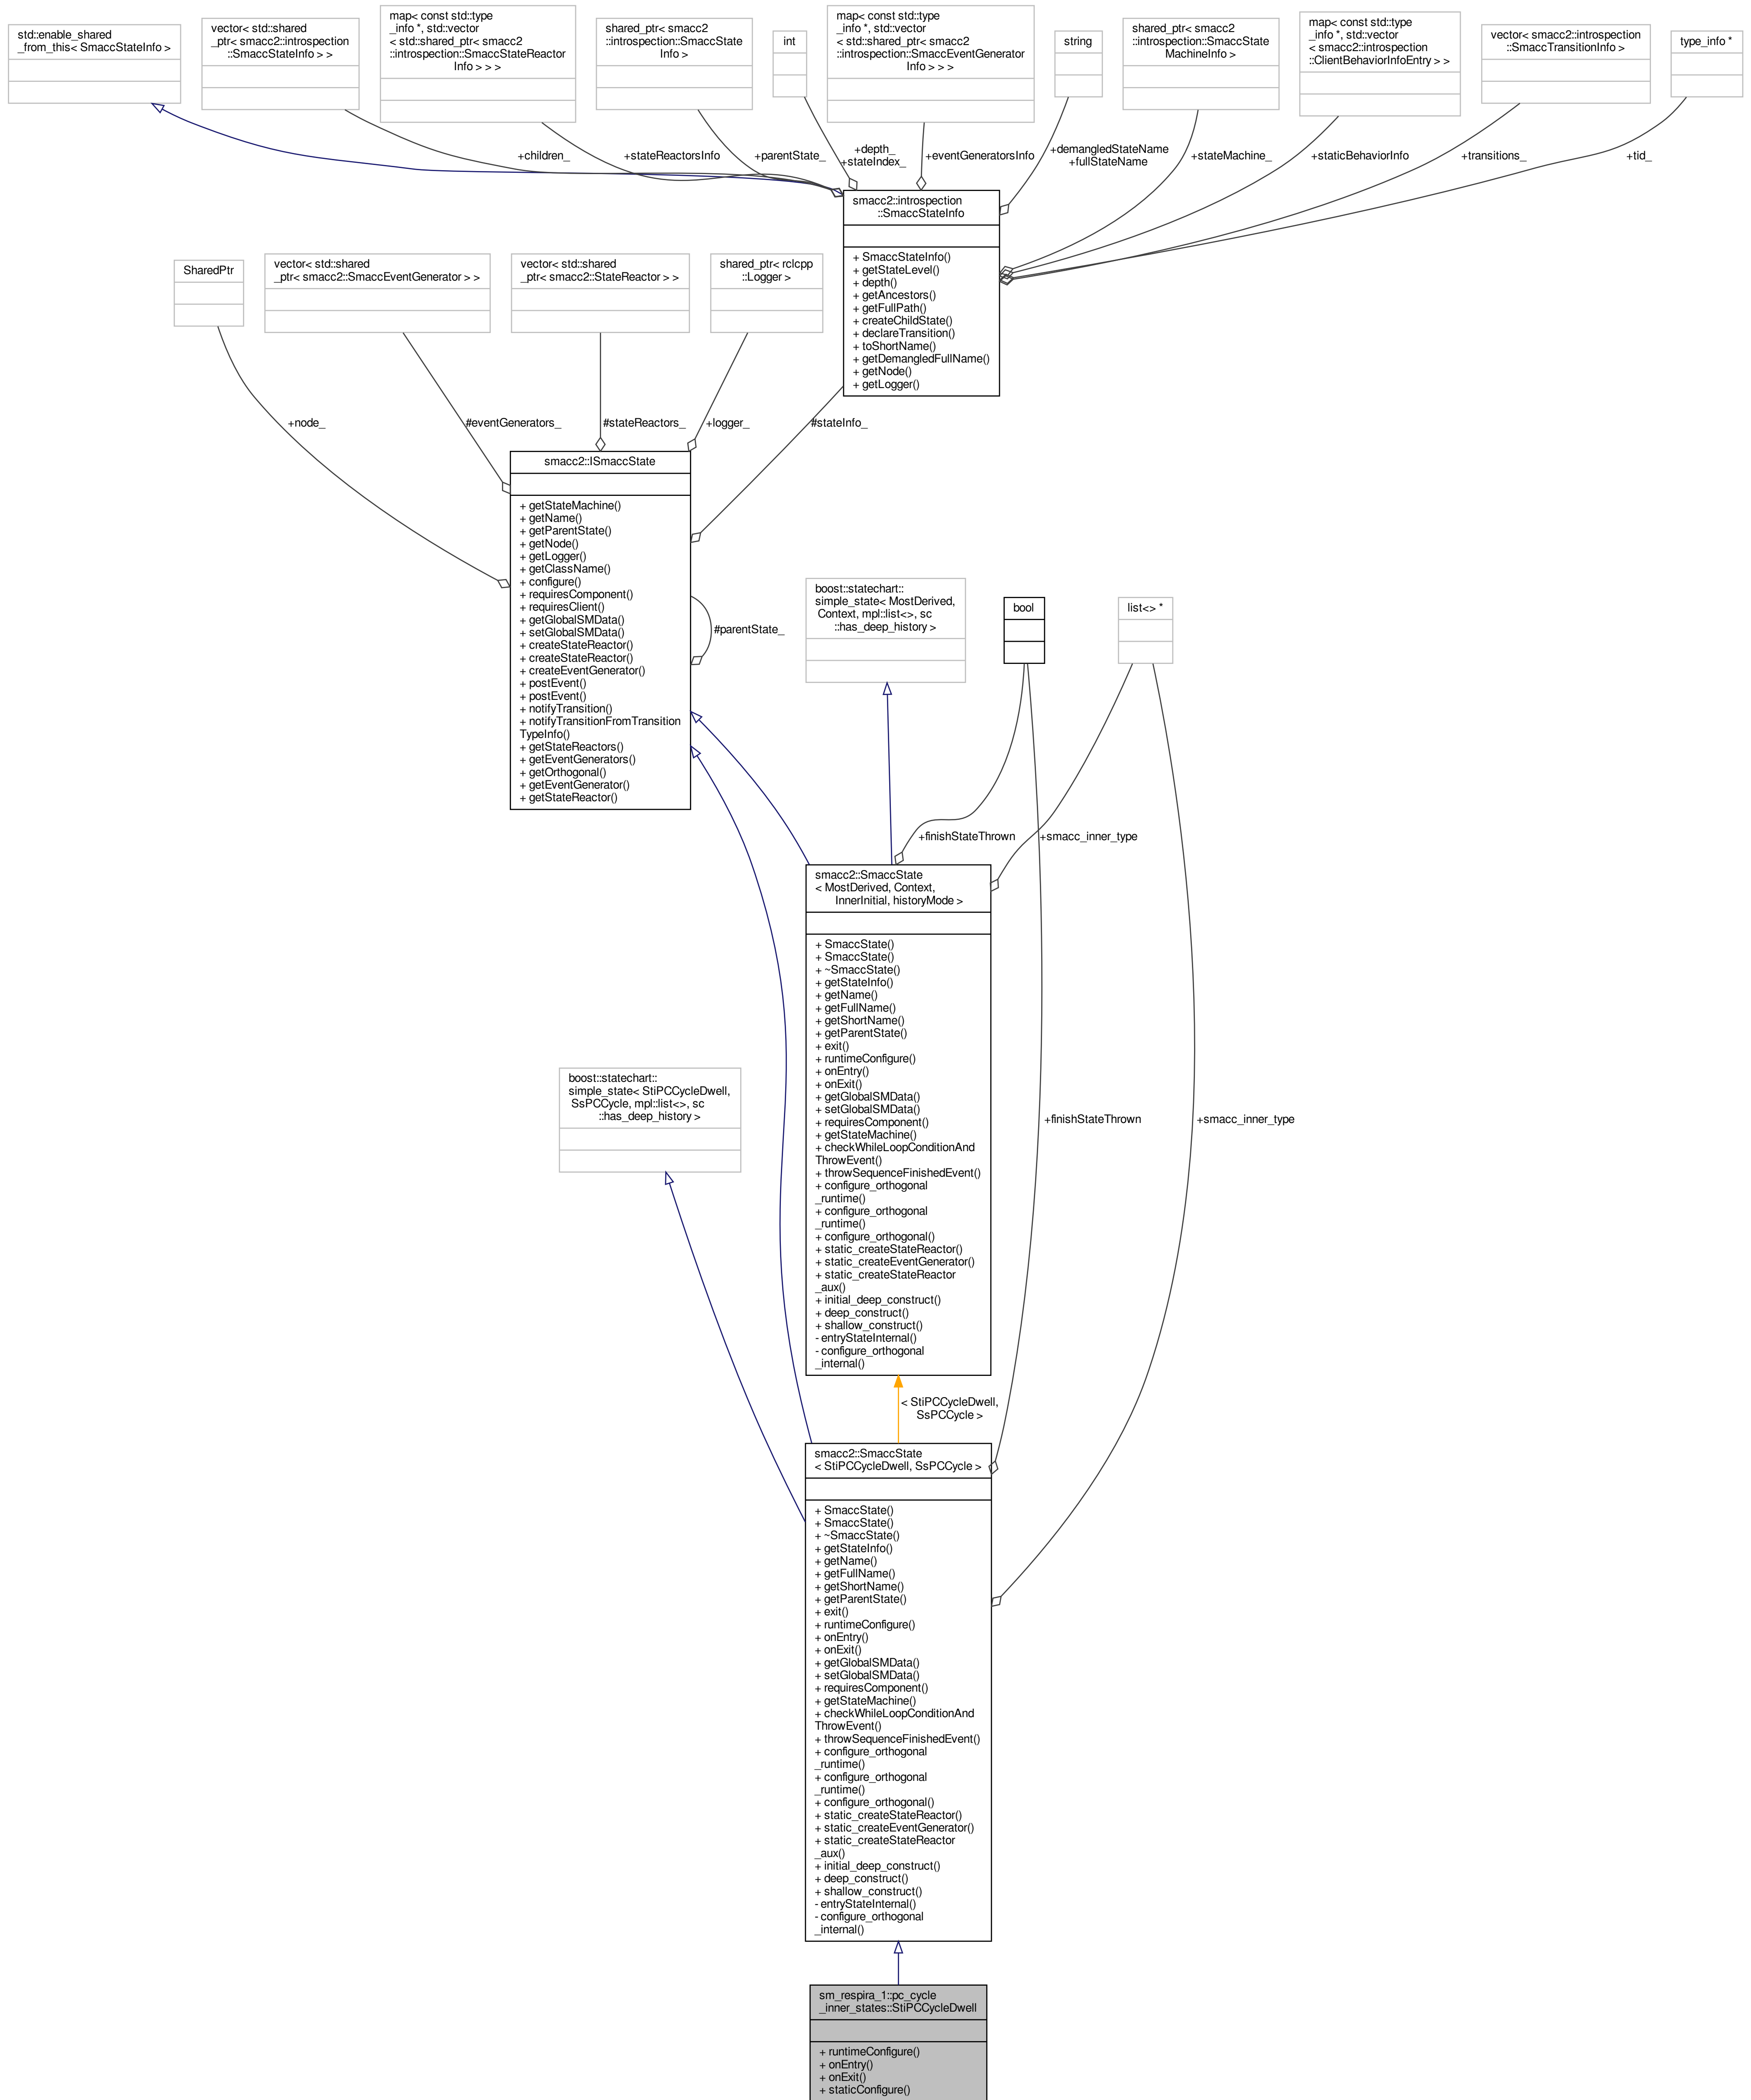 std::enable_shared
_from_this< SmaccStateInfo >
vector< std::shared
_ptr< smacc2::introspection
::SmaccStateInfo > >
map< const std::type
_info *, std::vector
< std::shared_ptr< smacc2
::introspection::SmaccStateReactor
Info > > >
shared_ptr< smacc2
::introspection::SmaccState
Info >
int
map< const std::type
_info *, std::vector
< std::shared_ptr< smacc2
::introspection::SmaccEventGenerator
Info > > >
string
shared_ptr< smacc2
::introspection::SmaccState
MachineInfo >
map< const std::type
_info *, std::vector
< smacc2::introspection
::ClientBehaviorInfoEntry > >
vector< smacc2::introspection
::SmaccTransitionInfo >
type_info *
+children_
+stateReactorsInfo
+parentState_
+depth_
+stateIndex_
+eventGeneratorsInfo
+demangledStateName
+fullStateName
+stateMachine_
+staticBehaviorInfo
+transitions_
+tid_
smacc2::introspection
::SmaccStateInfo
+ SmaccStateInfo()
+ getStateLevel()
+ depth()
+ getAncestors()
+ getFullPath()
+ createChildState()
+ declareTransition()
+ toShortName()
+ getDemangledFullName()
+ getNode()
+ getLogger()
SharedPtr
vector< std::shared
_ptr< smacc2::SmaccEventGenerator > >
vector< std::shared
_ptr< smacc2::StateReactor > >
shared_ptr< rclcpp
::Logger >
+node_
#eventGenerators_
#stateReactors_
+logger_
#stateInfo_
smacc2::ISmaccState
+ getStateMachine()
+ getName()
+ getParentState()
+ getNode()
+ getLogger()
+ getClassName()
+ configure()
+ requiresComponent()
+ requiresClient()
+ getGlobalSMData()
+ setGlobalSMData()
+ createStateReactor()
+ createStateReactor()
+ createEventGenerator()
+ postEvent()
+ postEvent()
+ notifyTransition()
+ notifyTransitionFromTransition
TypeInfo()
+ getStateReactors()
+ getEventGenerators()
+ getOrthogonal()
+ getEventGenerator()
+ getStateReactor()
#parentState_
boost::statechart::
simple_state< MostDerived,
Context, mpl::list<>, sc
::has_deep_history >
bool
list<> *
+finishStateThrown
+smacc_inner_type
smacc2::SmaccState
< MostDerived, Context,
InnerInitial, historyMode >
+ SmaccState()
+ SmaccState()
+ ~SmaccState()
+ getStateInfo()
+ getName()
+ getFullName()
+ getShortName()
+ getParentState()
+ exit()
+ runtimeConfigure()
+ onEntry()
+ onExit()
+ getGlobalSMData()
+ setGlobalSMData()
+ requiresComponent()
+ getStateMachine()
+ checkWhileLoopConditionAnd
ThrowEvent()
+ throwSequenceFinishedEvent()
+ configure_orthogonal
_runtime()
+ configure_orthogonal
_runtime()
+ configure_orthogonal()
+ static_createStateReactor()
+ static_createEventGenerator()
+ static_createStateReactor
_aux()
+ initial_deep_construct()
+ deep_construct()
+ shallow_construct()
- entryStateInternal()
- configure_orthogonal
_internal()
boost::statechart::
simple_state< StiPCCycleDwell,
SsPCCycle, mpl::list<>, sc
::has_deep_history >
+finishStateThrown
+smacc_inner_type
< StiPCCycleDwell,
SsPCCycle >
smacc2::SmaccState
< StiPCCycleDwell, SsPCCycle >
+ SmaccState()
+ SmaccState()
+ ~SmaccState()
+ getStateInfo()
+ getName()
+ getFullName()
+ getShortName()
+ getParentState()
+ exit()
+ runtimeConfigure()
+ onEntry()
+ onExit()
+ getGlobalSMData()
+ setGlobalSMData()
+ requiresComponent()
+ getStateMachine()
+ checkWhileLoopConditionAnd
ThrowEvent()
+ throwSequenceFinishedEvent()
+ configure_orthogonal
_runtime()
+ configure_orthogonal
_runtime()
+ configure_orthogonal()
+ static_createStateReactor()
+ static_createEventGenerator()
+ static_createStateReactor
_aux()
+ initial_deep_construct()
+ deep_construct()
+ shallow_construct()
- entryStateInternal()
- configure_orthogonal
_internal()
sm_respira_1::pc_cycle
_inner_states::StiPCCycleDwell
+ runtimeConfigure()
+ onEntry()
+ onExit()
+ staticConfigure()